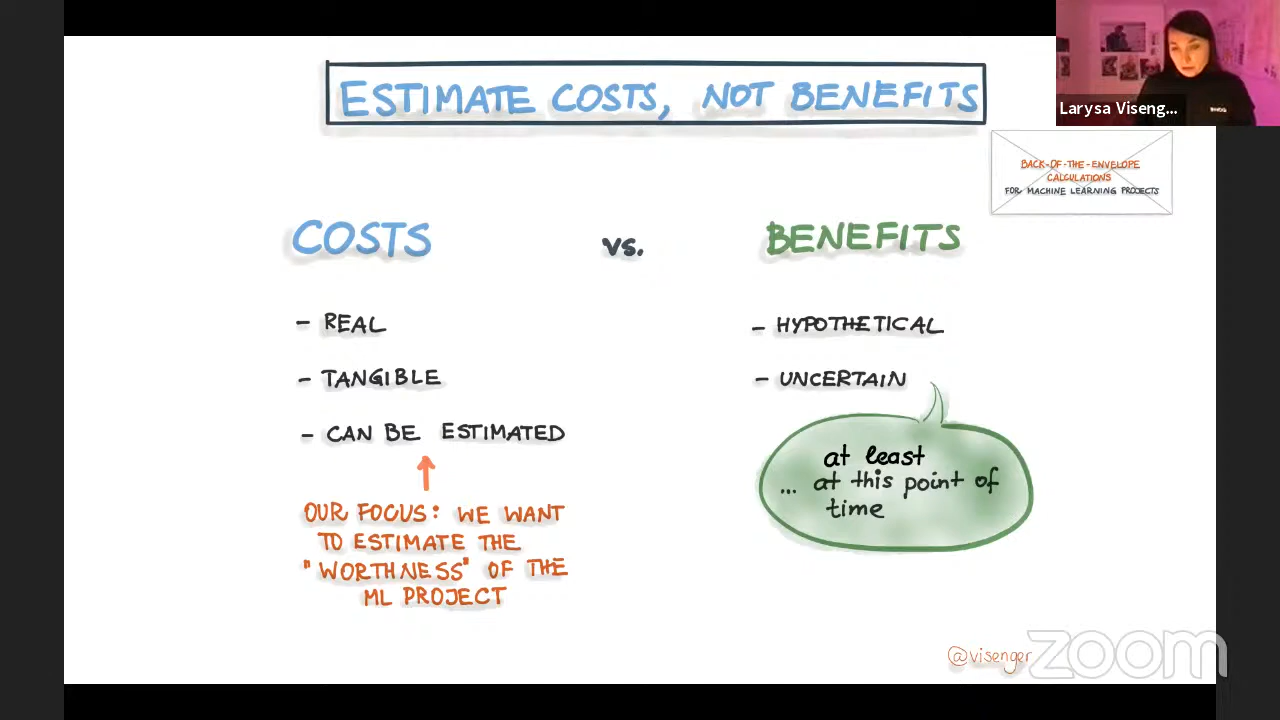 ESTIMATE COSTS, NOT BENEFITS
Larysa Viseng...
BACK-OF-THE-ENVELOPE
CALCULATIONS
FOR MACHINE LEARNING PROJECTS
COSTS
vs.
BENEFITS
- REAL
- TANGIBLE
- CAN BE ESTIMATED
OUR FOCUS: WE WANT
TO ESTIMATE THE
"WORTHNESS" OF THE
ML PROJECT
- HYPOTHETICAL
- UNCERTAIN
at least
... at this point of
time
@visenger
zoom